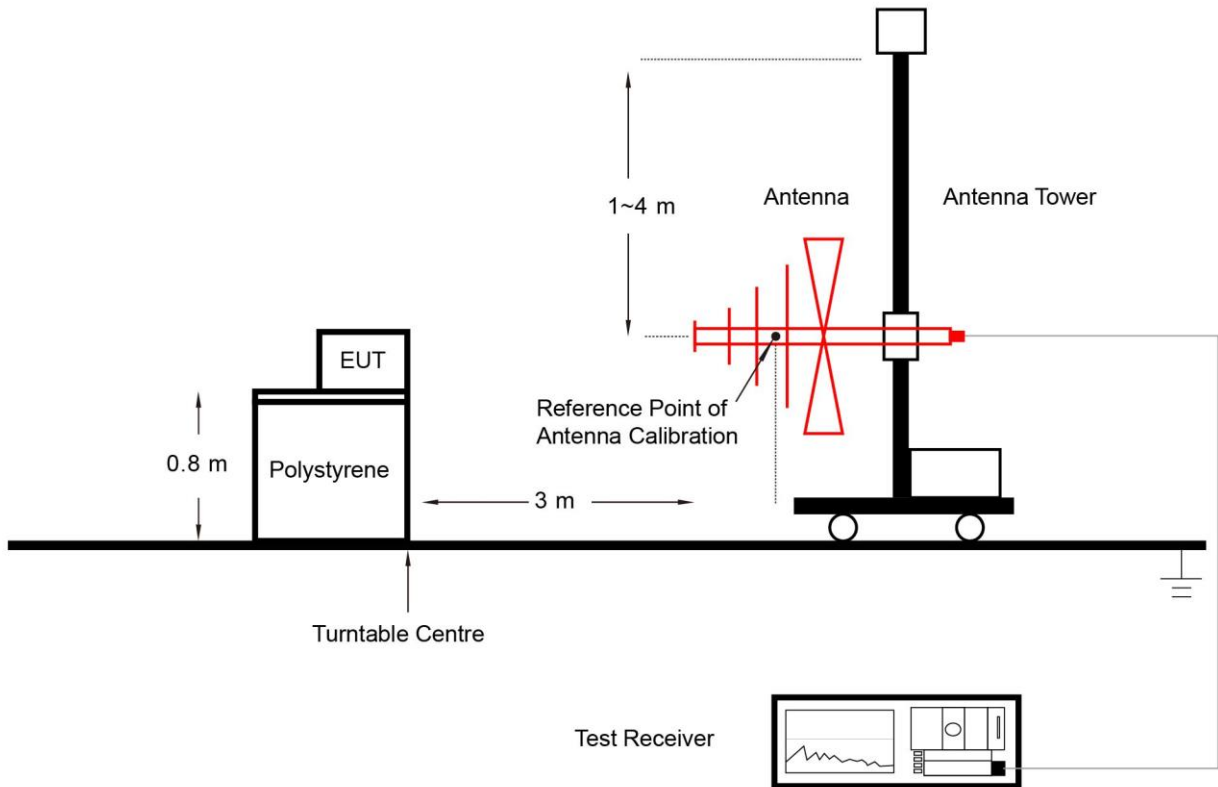 1~4 m
Antenna
Antenna Tower
EUT
Reference Point of
Antenna Calibration
0.8 m
Polystyrene
3 m
Turntable Centre
Test Receiver